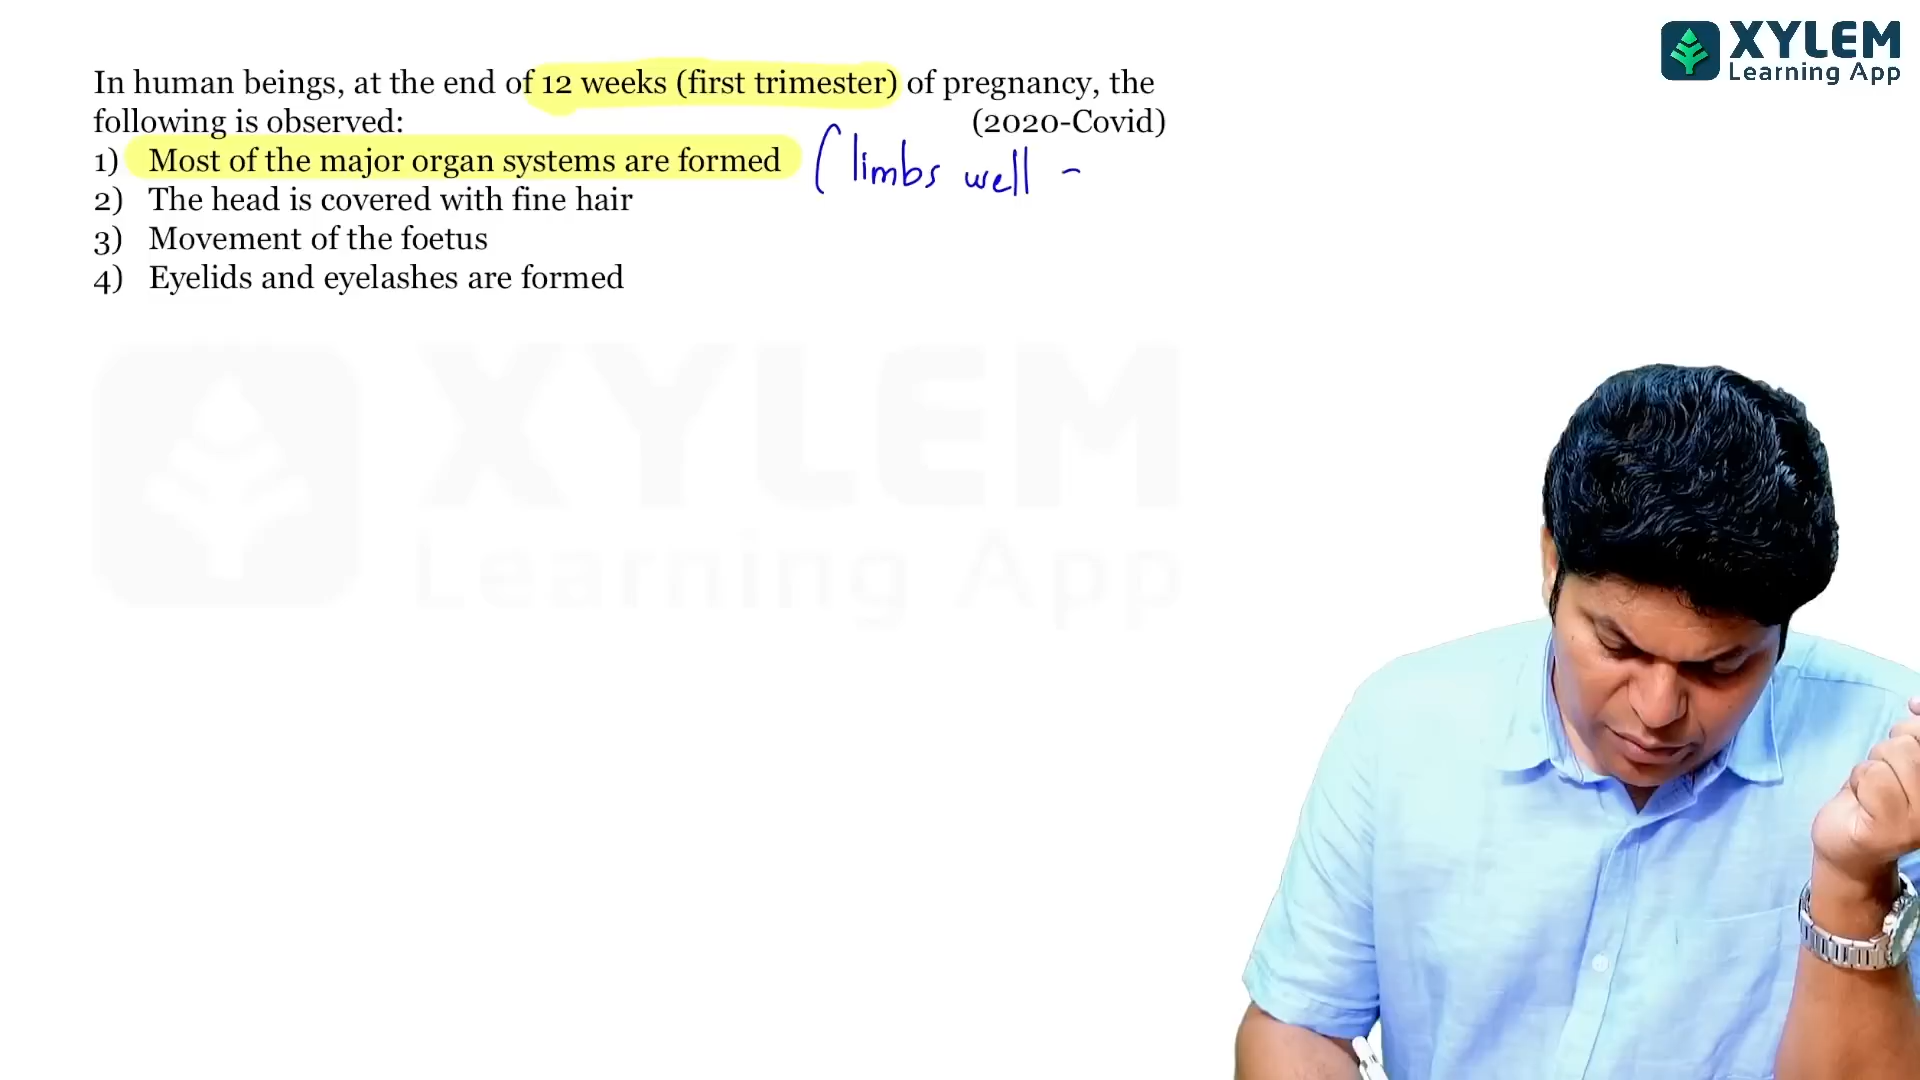 XYLEM
Learning App
In human beings, at the end of 12 weeks (first trimester) of pregnancy, the
following is observed: (2020-Covid)
1) Most of the major organ systems are formed (limbs well -
2) The head is covered with fine hair
3) Movement of the foetus
4) Eyelids and eyelashes are formed
XYLEM
Learning App